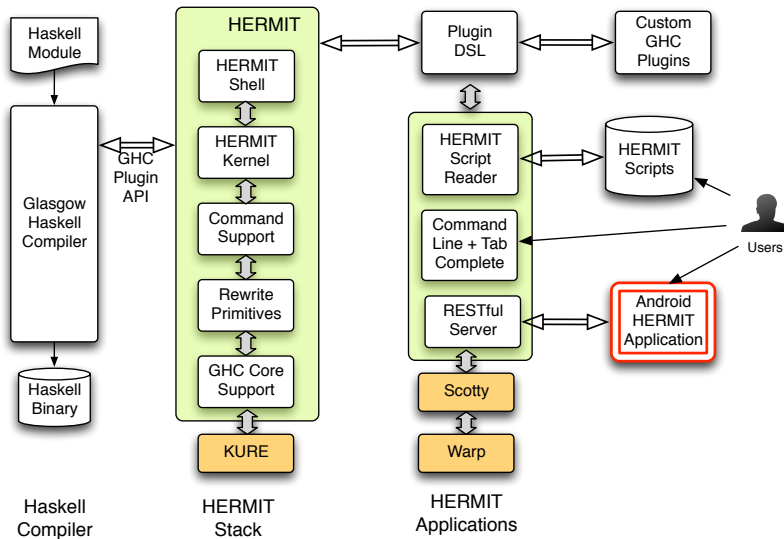 Haskell
Module
Glasgow
Haskell
Compiler
Haskell
Binary
GHC
Plugin
API
HERMIT
HERMIT
Shell
HERMIT
Kernel
Command
Support
Rewrite
Primitives
GHC Core
Support
KURE
Plugin
DSL
Custom
GHC
Plugins
HERMIT
Script
Reader
HERMIT
Scripts
Command
Line + Tab
Complete
Users
RESTful
Server
Android
HERMIT
Application
Scotty
Warp
Haskell
Compiler
HERMIT
Stack
HERMIT
Applications